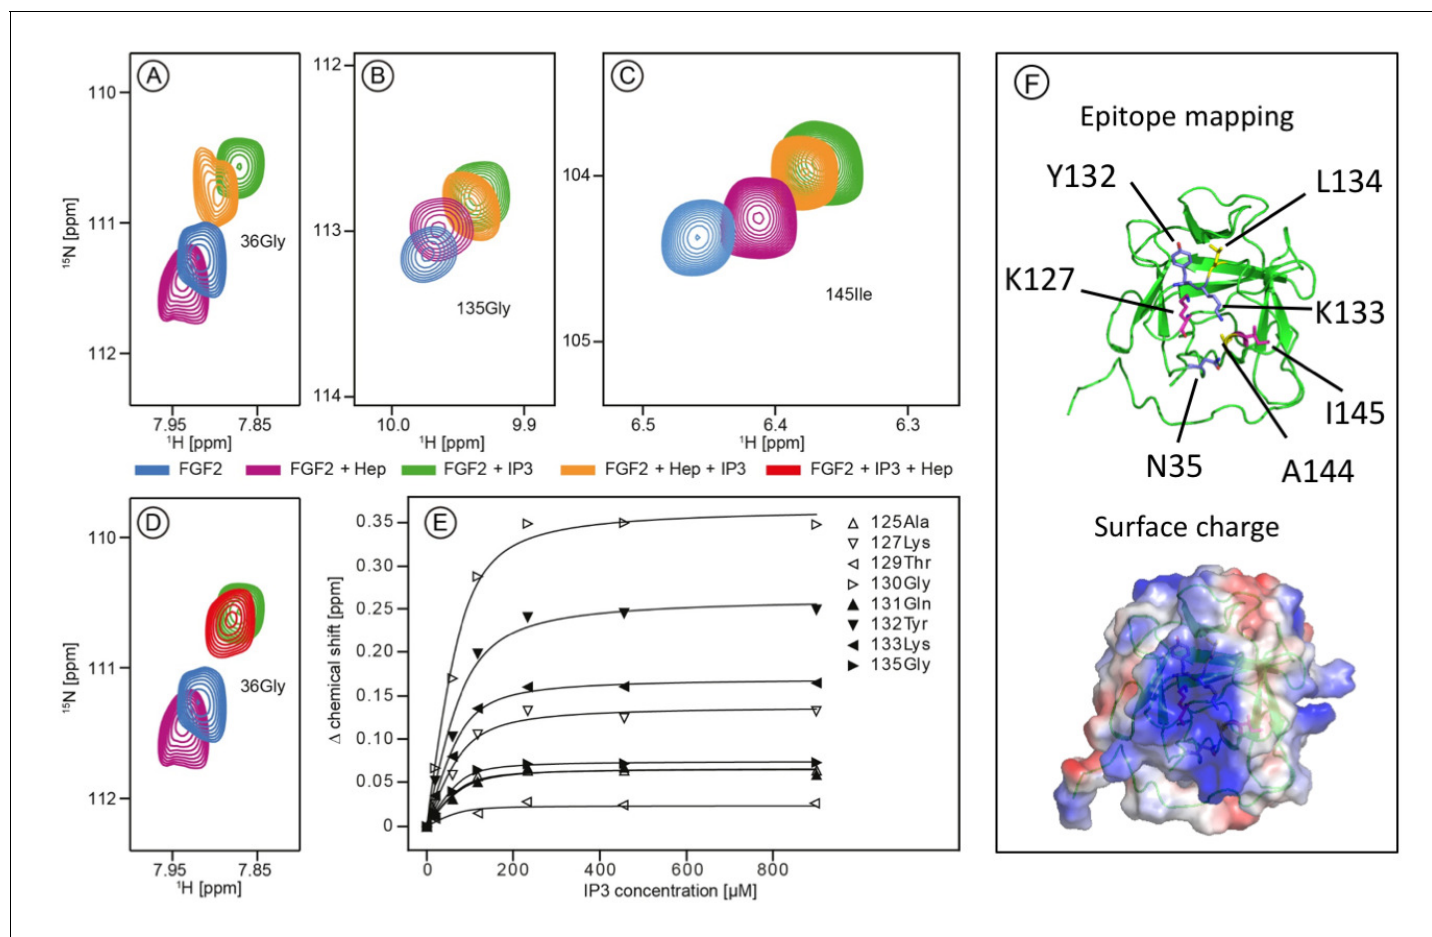 A
110
111
112
15N [ppm]
36Gly
7.95
7.85
1H [ppm]
B
112
113
114
135Gly
10.0
9.9
1H [ppm]
C
104
105
145Ile
6.5
6.4
6.3
1H [ppm]
FGF2
FGF2 + Hep
FGF2 + IP3
FGF2 + Hep + IP3
FGF2 + IP3 + Hep
D
110
111
112
15N [ppm]
36Gly
7.95
7.85
1H [ppm]
E
0.35
0.30
0.25
0.20
0.15
0.10
0.05
0
Δ chemical shift [ppm]
125Ala
127Lys
129Thr
130Gly
131Gln
132Tyr
133Lys
135Gly
0
200
400
600
800
IP3 concentration [µM]
F
Epitope mapping
Y132
L134
K127
K133
I145
N35
A144
Surface charge